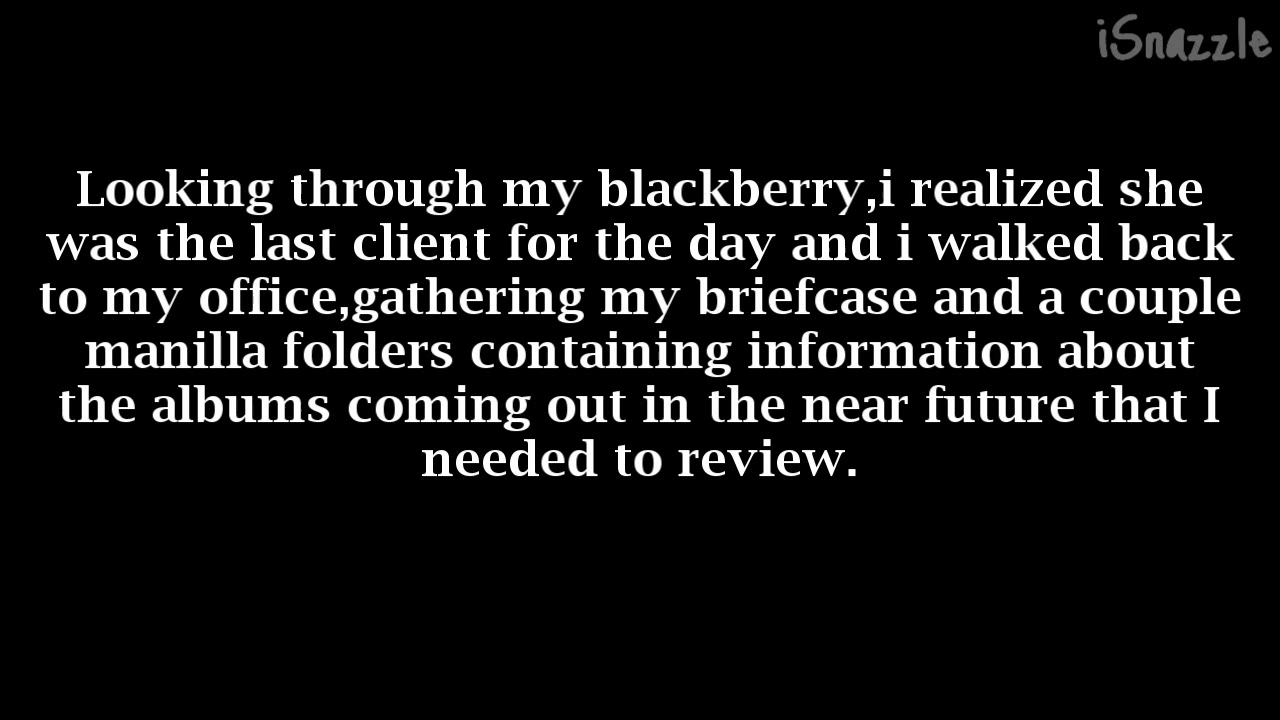 iSnazzle
Looking through my blackberry,i realized she
was the last client for the day and i walked back
to my office,gathering my briefcase and a couple
manilla folders containing information about
the albums coming out in the near future that I
needed to review.